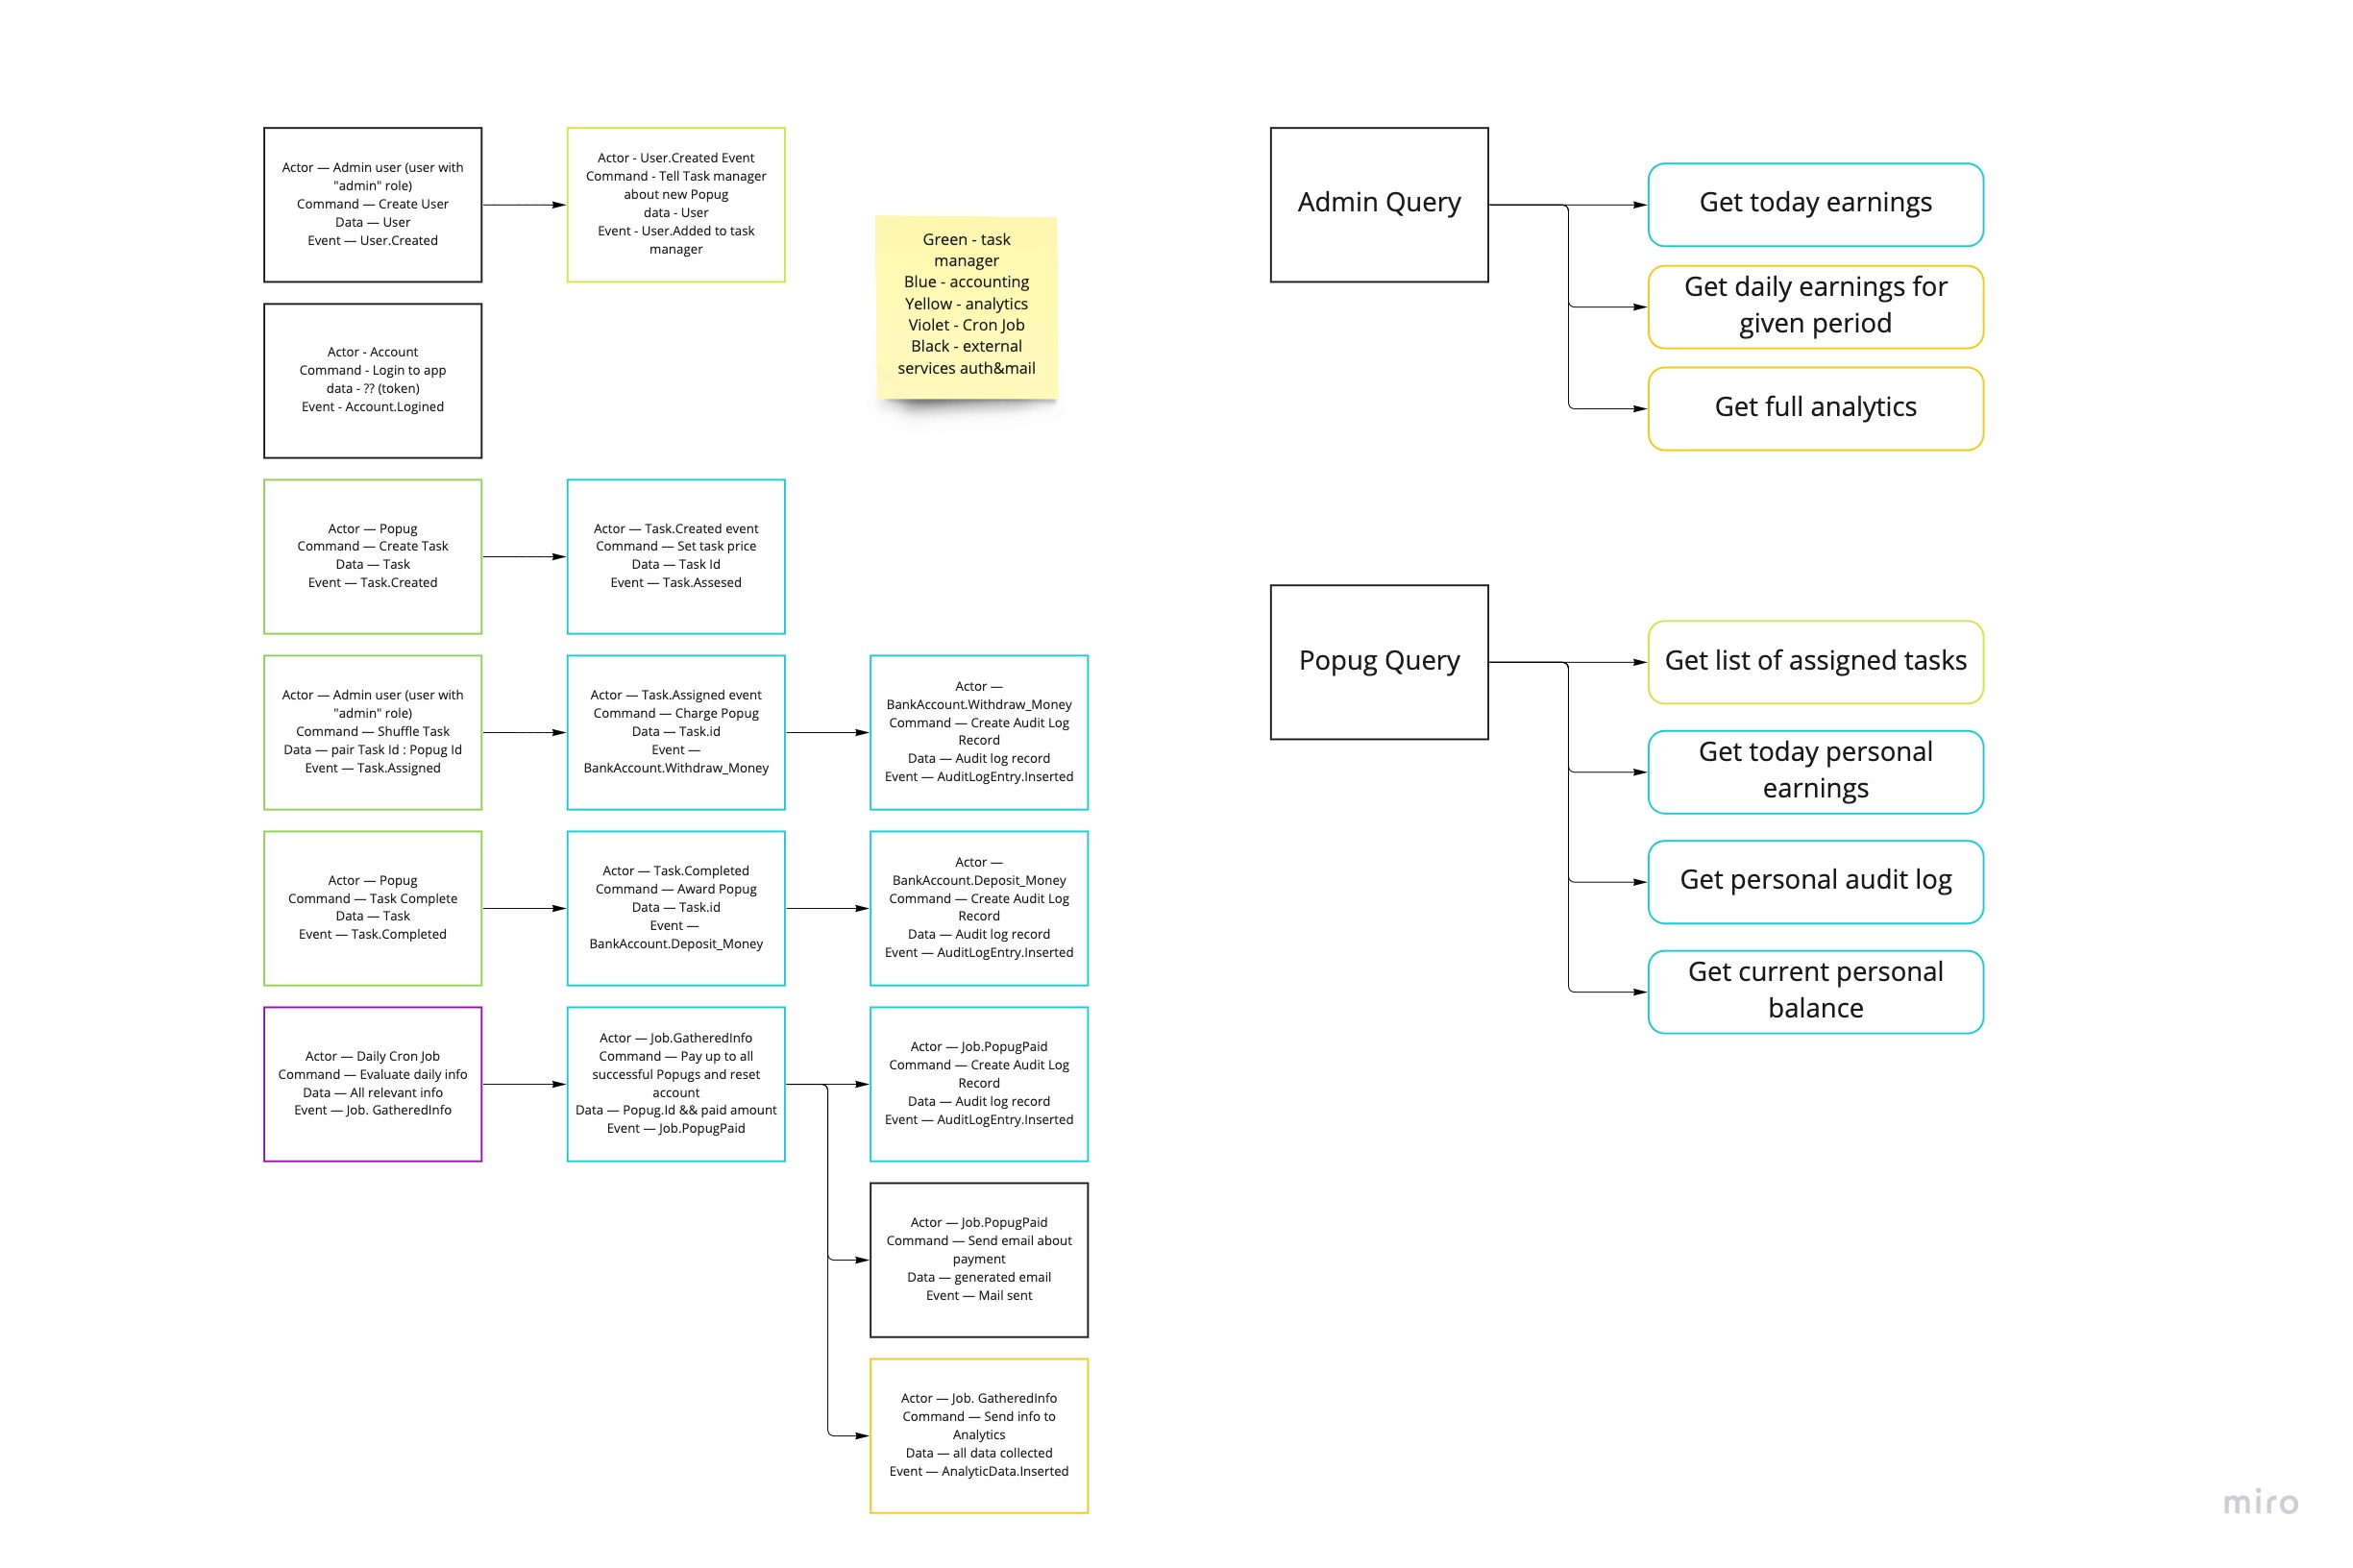 Actor — Admin user (user with
"admin" role)
Command — Create User
Data — User
Event — User.Created
Actor - User.Created Event
Command - Tell Task manager
about new Popug
data - User
Event - User.Added to task
manager
Green - task
manager
Blue - accounting
Yellow - analytics
Violet - Cron Job
Black - external
services auth&mail
Actor - Account
Command - Login to app
data - ?? (token)
Event - Account.Logined
Actor — Popug
Command — Create Task
Data — Task
Event — Task.Created
Actor — Task.Created event
Command — Set task price
Data — Task Id
Event — Task.Assesed
Actor — Admin user (user with
"admin" role)
Command — Shuffle Task
Data — pair Task Id : Popug Id
Event — Task.Assigned
Actor — Task.Assigned event
Command — Charge Popug
Data — Task.id
Event —
BankAccount.Withdraw_Money
Actor —
BankAccount.Withdraw_Money
Command — Create Audit Log
Record
Data — Audit log record
Event — AuditLogEntry.Inserted
Actor — Popug
Command — Task Complete
Data — Task
Event — Task.Completed
Actor — Task.Completed
Command — Award Popug
Data — Task.id
Event —
BankAccount.Deposit_Money
Actor —
BankAccount.Deposit_Money
Command — Create Audit Log
Record
Data — Audit log record
Event — AuditLogEntry.Inserted
Actor — Daily Cron Job
Command — Evaluate daily info
Data — All relevant info
Event — Job. GatheredInfo
Actor — Job.GatheredInfo
Command — Pay up to all
successful Popugs and reset
account
Data — Popug.Id && paid amount
Event — Job.PopugPaid
Actor — Job.PopugPaid
Command — Create Audit Log
Record
Data — Audit log record
Event — AuditLogEntry.Inserted
Actor — Job.PopugPaid
Command — Send email about
payment
Data — generated email
Event — Mail sent
Actor — Job. GatheredInfo
Command — Send info to
Analytics
Data — all data collected
Event — AnalyticData.Inserted
Admin Query
Get today earnings
Get daily earnings for
given period
Get full analytics
Popug Query
Get list of assigned tasks
Get today personal
earnings
Get personal audit log
Get current personal
balance
miro